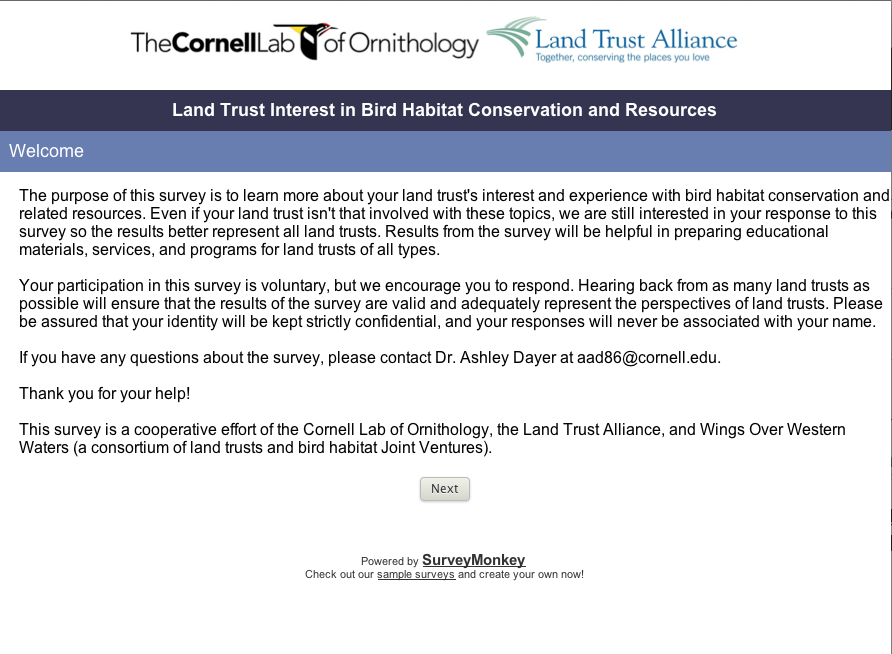 TheCornellLab of Ornithology
Land Trust Alliance
Together, conserving the places you love
Land Trust Interest in Bird Habitat Conservation and Resources
Welcome
The purpose of this survey is to learn more about your land trust's interest and experience with bird habitat conservation and
related resources. Even if your land trust isn't that involved with these topics, we are still interested in your response to this
survey so the results better represent all land trusts. Results from the survey will be helpful in preparing educational
materials, services, and programs for land trusts of all types.
Your participation in this survey is voluntary, but we encourage you to respond. Hearing back from as many land trusts as
possible will ensure that the results of the survey are valid and adequately represent the perspectives of land trusts. Please
be assured that your identity will be kept strictly confidential, and your responses will never be associated with your name.
If you have any questions about the survey, please contact Dr. Ashley Dayer at aad86@cornell.edu.
Thank you for your help!
This survey is a cooperative effort of the Cornell Lab of Ornithology, the Land Trust Alliance, and Wings Over Western
Waters (a consortium of land trusts and bird habitat Joint Ventures).
Next
Powered by SurveyMonkey
Check out our sample surveys and create your own now!